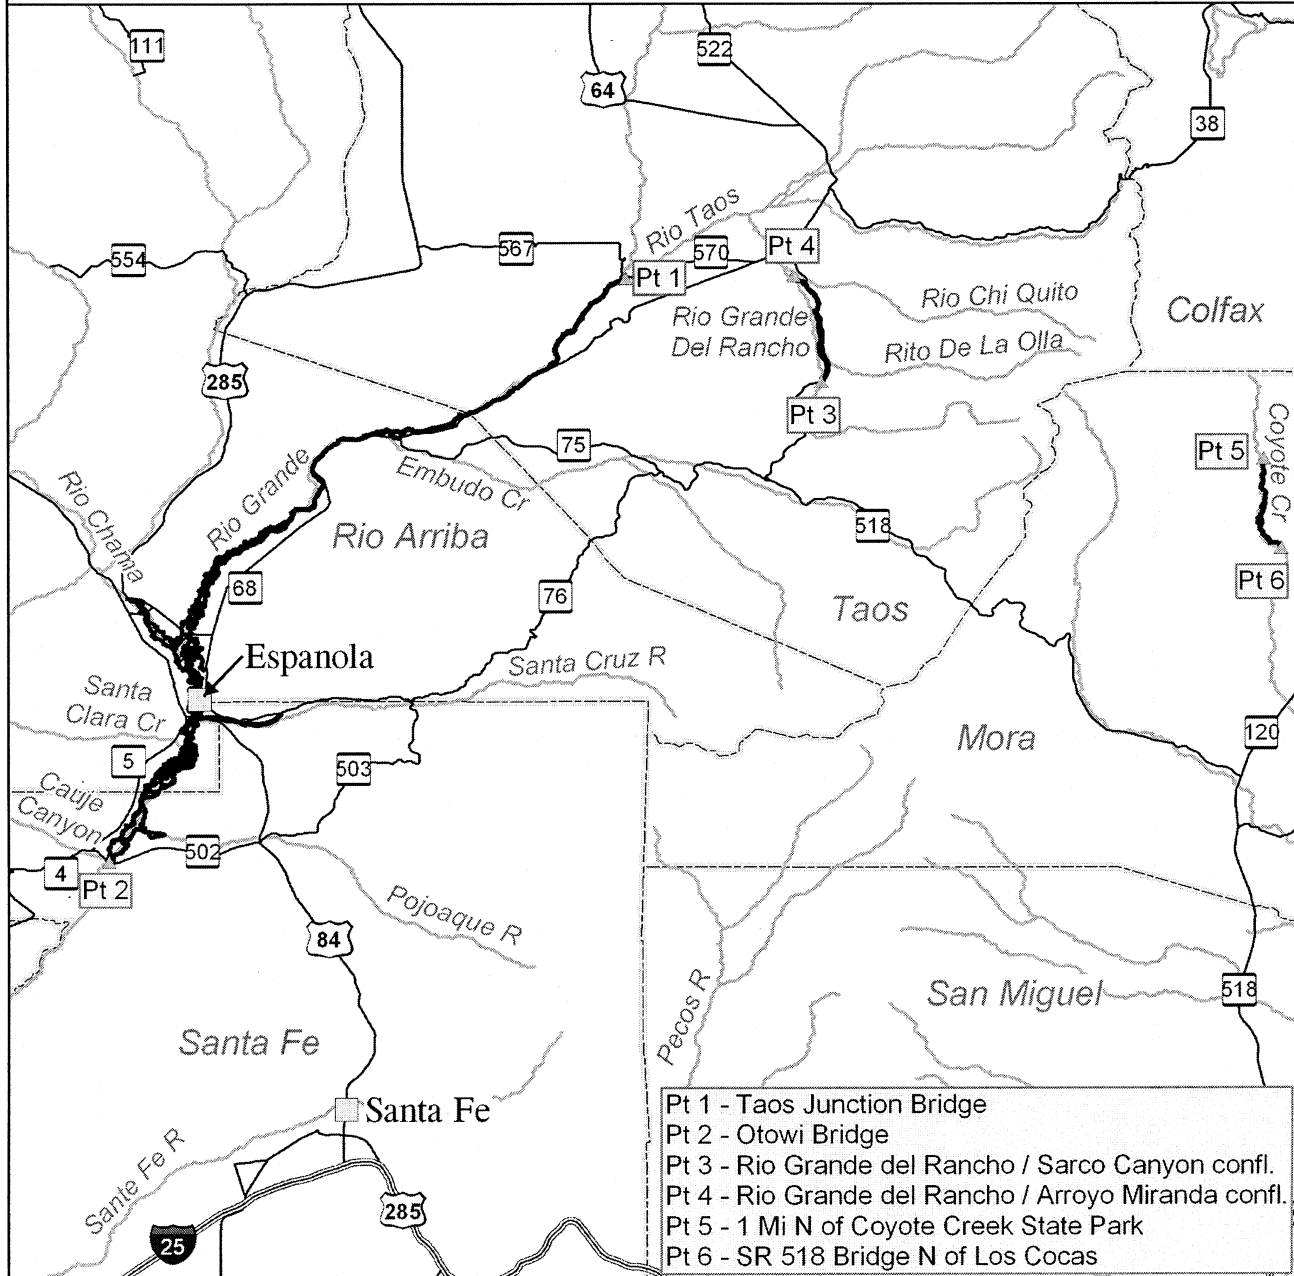 111
522
64
38
Rio Taos
Pt 4
554
567
570
Pt 1
Rio Chi Quito
Colfax
Rio Grande
Del Rancho
Rito De La Olla
285
Pt 3
Coyote Cr
Pt 5
75
Embudo Cr
Rio Grande
Rio Chama
Rio Arriba
518
Pt 6
68
76
Taos
Espanola
Santa Cruz R
Santa
Clara Cr
Mora
120
5
503
Cauje
Canyon
502
4
Pt 2
Pojoaque R
84
San Miguel
518
Pecos R
Santa Fe
Santa Fe
Sante Fe R
285
25
Pt 1 - Taos Junction Bridge
Pt 2 - Otowi Bridge
Pt 3 - Rio Grande del Rancho / Sarco Canyon confl.
Pt 4 - Rio Grande del Rancho / Arroyo Miranda confl.
Pt 5 - 1 Mi N of Coyote Creek State Park
Pt 6 - SR 518 Bridge N of Los Cocas